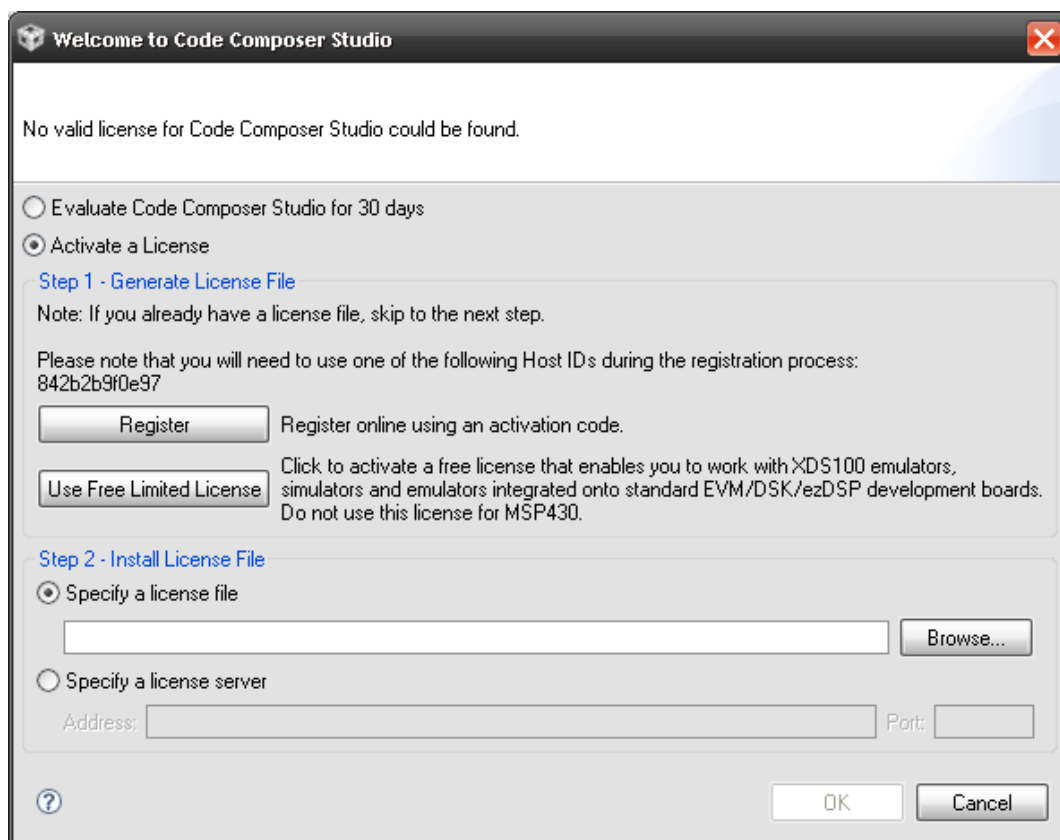 Welcome to Code Composer Studio
No valid license for Code Composer Studio could be found.
Evaluate Code Composer Studio for 30 days
Activate a License
Step 1 - Generate License File
Note: If you already have a license file, skip to the next step.
Please note that you will need to use one of the following Host IDs during the registration process:
842b2b9f0e97
Register
Register online using an activation code.
Use Free Limited License
Click to activate a free license that enables you to work with XDS100 emulators,
simulators and emulators integrated onto standard EVM/DSK/ezDSP development boards.
Do not use this license for MSP430.
Step 2 - Install License File
Specify a license file
Browse...
Specify a license server
Address:
Port:
?
OK
Cancel